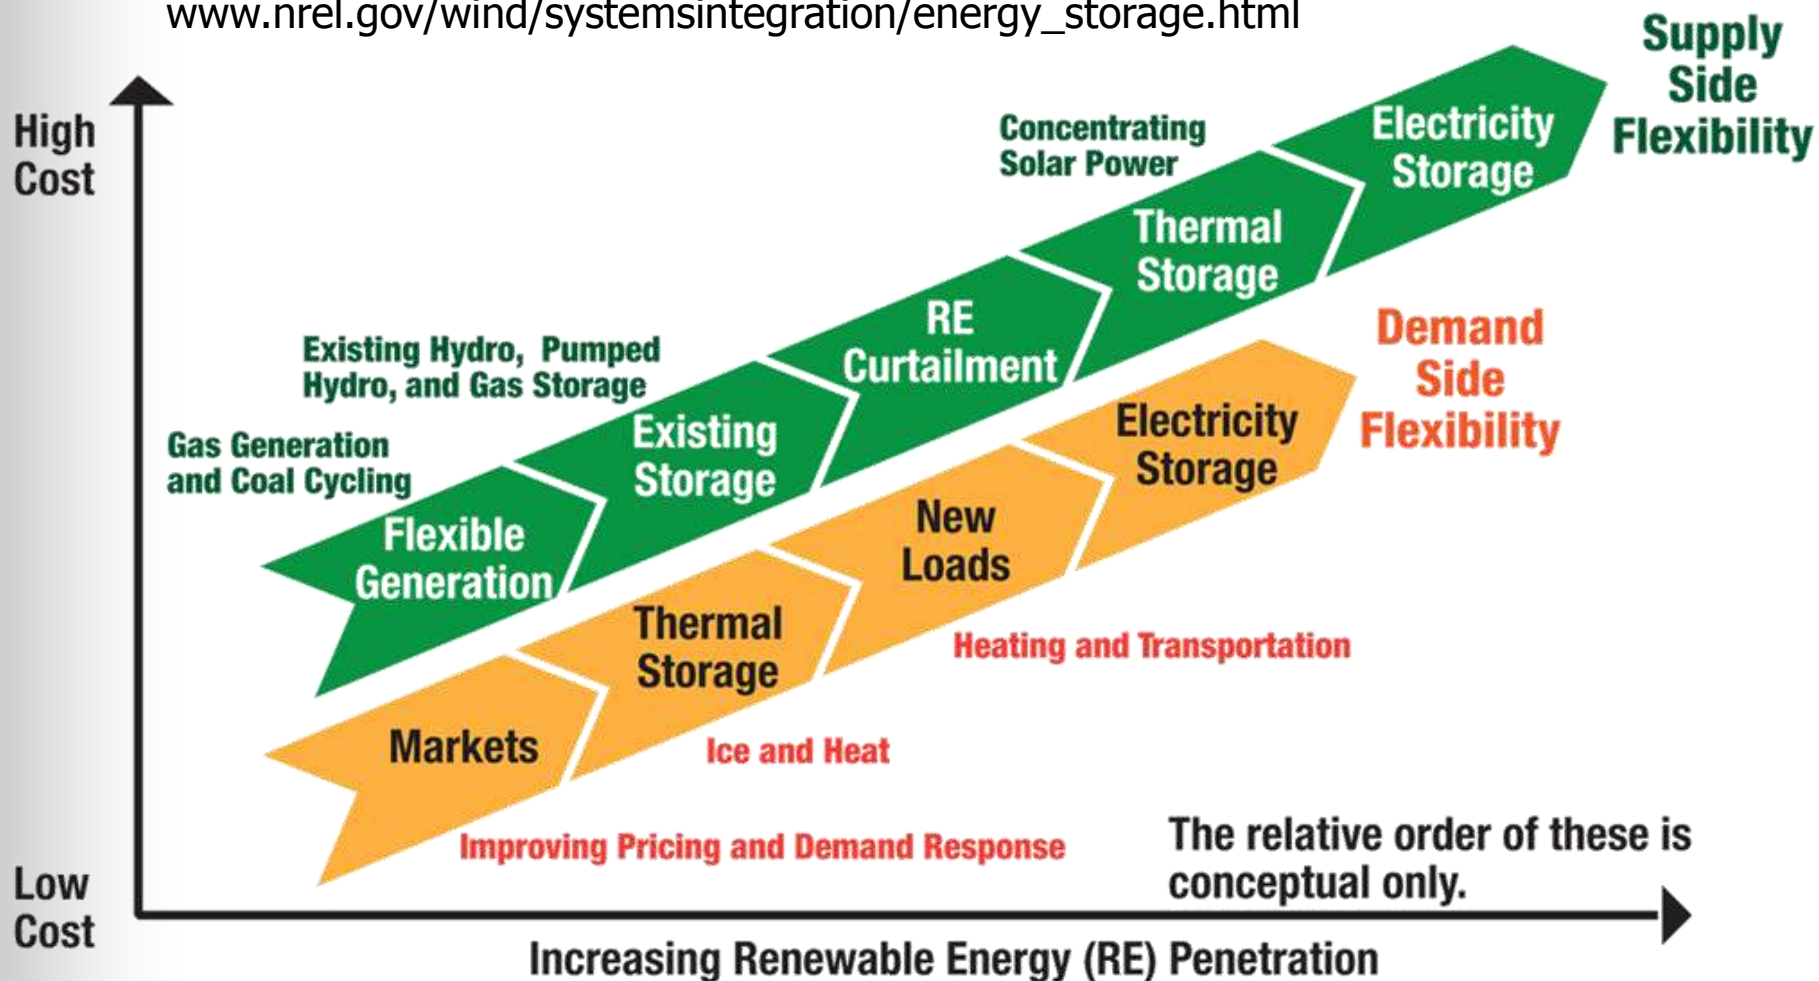 www.nrel.gov/wind/systemsintegration/energy_storage.html
Supply
Side
Flexibility
High
Cost
Concentrating
Solar Power
Electricity
Storage
Thermal
Storage
RE
Curtailment
Existing Hydro, Pumped
Hydro, and Gas Storage
Existing
Storage
Gas Generation
and Coal Cycling
Flexible
Generation
Demand
Side
Flexibility
Electricity
Storage
New
Loads
Heating and Transportation
Thermal
Storage
Ice and Heat
Markets
Improving Pricing and Demand Response
The relative order of these is
conceptual only.
Low
Cost
Increasing Renewable Energy (RE) Penetration